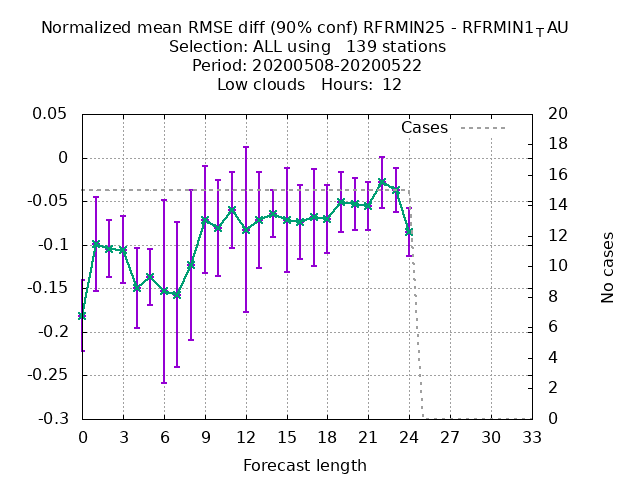 Normalized mean RMSE diff (90% conf) RFRMIN25 - RFRMIN1TAU
Selection: ALL using   139 stations
Period: 20200508-20200522
Low clouds   Hours:  12
Cases
0.05
0
-0.05
-0.1
-0.15
-0.2
-0.25
-0.3
20
18
16
14
12
10
8
6
4
2
0
No cases
0 3 6 9 12 15 18 21 24 27 30 33
Forecast length